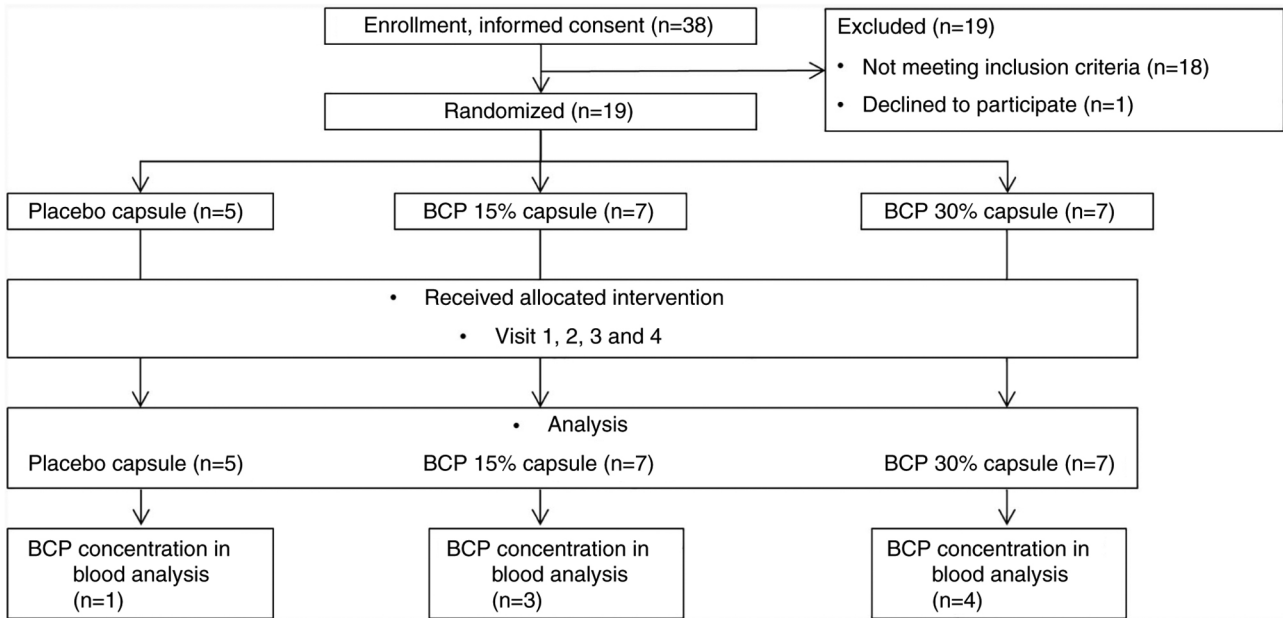 Enrollment, informed consent (n=38)
Excluded (n=19)
• Not meeting inclusion criteria (n=18)
• Declined to participate (n=1)
Randomized (n=19)
Placebo capsule (n=5)
BCP 15% capsule (n=7)
BCP 30% capsule (n=7)
• Received allocated intervention
• Visit 1, 2, 3 and 4
• Analysis
Placebo capsule (n=5)
BCP 15% capsule (n=7)
BCP 30% capsule (n=7)
BCP concentration in
blood analysis
(n=1)
BCP concentration in
blood analysis
(n=3)
BCP concentration in
blood analysis
(n=4)